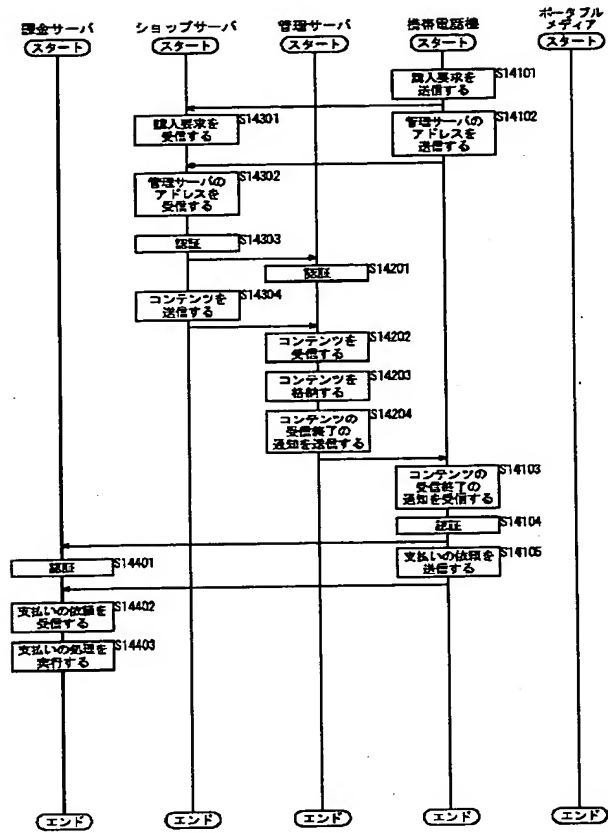 課金サーバ
ショップサーバ
管理サーバ
携帯電話機
ポータブル
メディア
スタート
スタート
スタート
スタート
スタート
購入要求を
送信する
S14101
購入要求を
受信する
S14301
管理サーバの
アドレスを
送信する
S14102
管理サーバの
アドレスを
受信する
S14302
認証
S14303
認証
S14201
コンテンツを
送信する
S14304
コンテンツを
受信する
S14202
コンテンツを
格納する
S14203
コンテンツの
受信終了の
通知を送信する
S14204
コンテンツの
受信終了の
通知を受信する
S14103
認証
S14104
認証
S14401
支払いの依頼を
送信する
S14105
支払いの依頼を
受信する
S14402
支払いの処理を
実行する
S14403
エンド
エンド
エンド
エンド
エンド